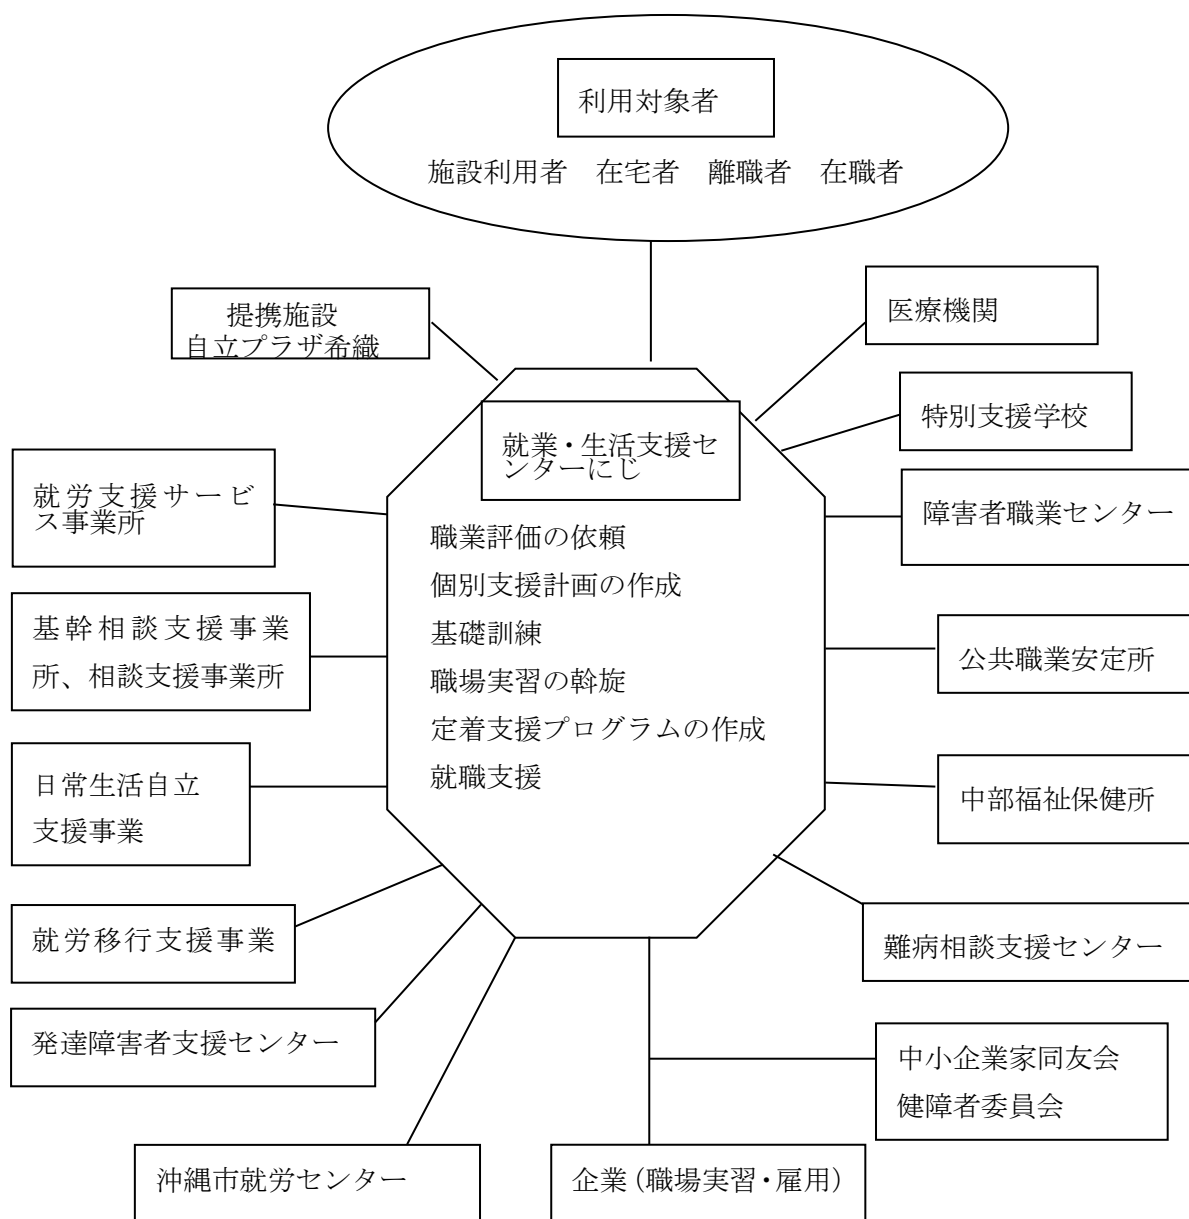 利用対象者
施設利用者　在宅者　離職者　在職者
提携施設
自立プラザ希織
医療機関
特別支援学校
就業・生活支援セ
ンターにじ
就労支援サービ
ス事業所
障害者職業センター
職業評価の依頼
個別支援計画の作成
基礎訓練
職場実習の斡旋
定着支援プログラムの作成
就職支援
基幹相談支援事業
所、相談支援事業所
公共職業安定所
日常生活自立
支援事業
中部福祉保健所
就労移行支援事業
難病相談支援センター
発達障害者支援センター
中小企業家同友会
健障者委員会
沖縄市就労センター
企業（職場実習・雇用）